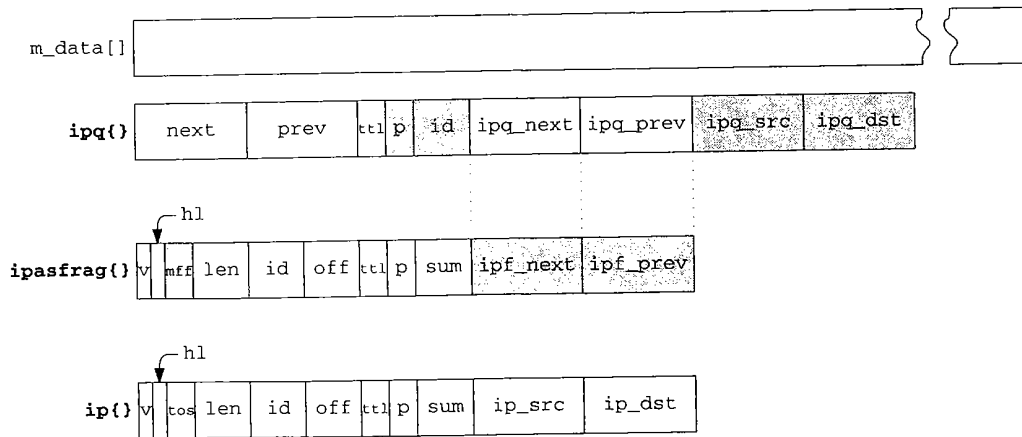 m_data[]
ipq{} next prev ttl p id ipq_next ipq_prev ipq_src ipq_dst
hl
ipasfrag{} v mff len id off ttl p sum ipf_next ipf_prev
hl
ip{} v tos len id off ttl p sum ip_src ip_dst